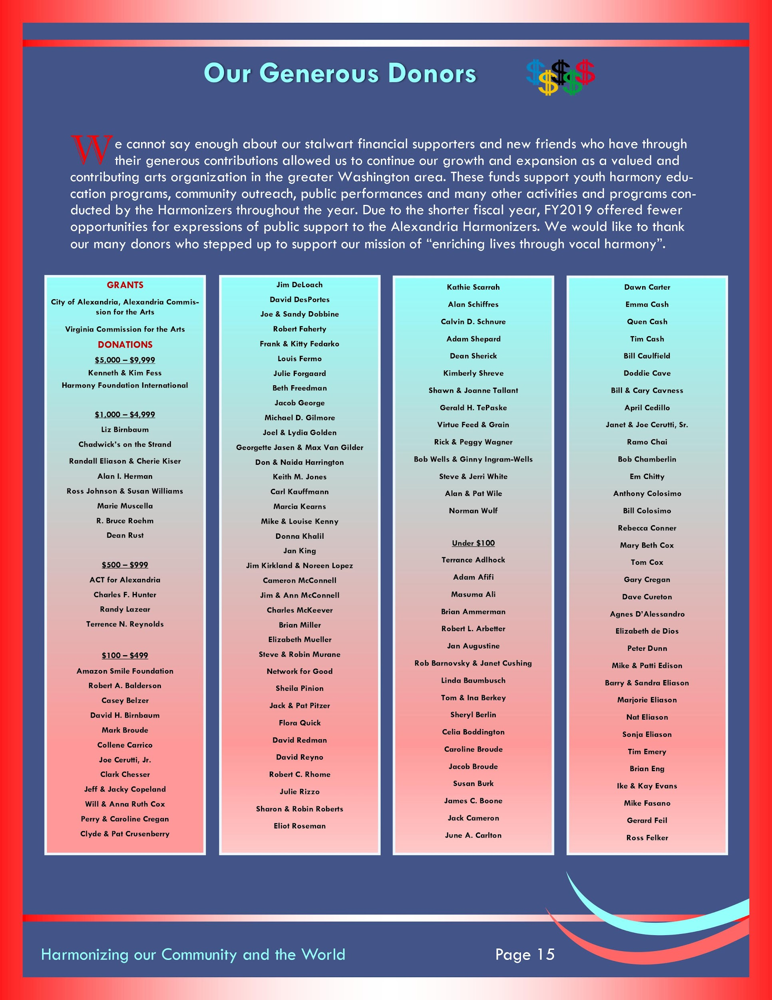 Our Generous Donors
$$$$$
We cannot say enough about our stalwart financial supporters and new friends who have through
their generous contributions allowed us to continue our growth and expansion as a valued and
contributing arts organization in the greater Washington area. These funds support youth harmony edu-
cation programs, community outreach, public performances and many other activities and programs con-
ducted by the Harmonizers throughout the year. Due to the shorter fiscal year, FY2019 offered fewer
opportunities for expressions of public support to the Alexandria Harmonizers. We would like to thank
our many donors who stepped up to support our mission of “enriching lives through vocal harmony”.
GRANTS
City of Alexandria, Alexandria Commis-
sion for the Arts
Virginia Commission for the Arts
DONATIONS
$5,000 – $9,999
Kenneth & Kim Fess
Harmony Foundation International
$1,000 – $4,999
Liz Birnbaum
Chadwick’s on the Strand
Randall Eliason & Cherie Kiser
Alan I. Herman
Ross Johnson & Susan Williams
Marie Muscella
R. Bruce Roehm
Dean Rust
$500 – $999
ACT for Alexandria
Charles F. Hunter
Randy Lazear
Terrence N. Reynolds
$100 – $499
Amazon Smile Foundation
Robert A. Balderson
Casey Belzer
David H. Birnbaum
Mark Broude
Collene Carrico
Joe Cerutti, Jr.
Clark Chesser
Jeff & Jacky Copeland
Will & Anna Ruth Cox
Perry & Caroline Cregan
Clyde & Pat Crusenberry
Jim DeLoach
David DesPortes
Joe & Sandy Dobbine
Robert Faherty
Frank & Kitty Fedarko
Louis Fermo
Julie Forgaard
Beth Freedman
Jacob George
Michael D. Gilmore
Joel & Lydia Golden
Georgette Jasen & Max Van Gilder
Don & Naida Harrington
Keith M. Jones
Carl Kauffmann
Marcia Kearns
Mike & Louise Kenny
Donna Khalil
Jan King
Jim Kirkland & Noreen Lopez
Cameron McConnell
Jim & Ann McConnell
Charles McKeever
Brian Miller
Elizabeth Mueller
Steve & Robin Murane
Network for Good
Sheila Pinion
Jack & Pat Pitzer
Flora Quick
David Redman
David Reyno
Robert C. Rhome
Julie Rizzo
Sharon & Robin Roberts
Eliot Roseman
Kathie Scarrah
Alan Schiffres
Calvin D. Schnure
Adam Shepard
Dean Sherick
Kimberly Shreve
Shawn & Joanne Tallant
Gerald H. TePaske
Virtue Feed & Grain
Rick & Peggy Wagner
Bob Wells & Ginny Ingram-Wells
Steve & Jerri White
Alan & Pat Wile
Norman Wulf
Under $100
Terrance Adlhock
Adam Afifi
Masuma Ali
Brian Ammerman
Robert L. Arbetter
Jan Augustine
Rob Barnovsky & Janet Cushing
Linda Baumbusch
Tom & Ina Berkey
Sheryl Berlin
Celia Boddington
Caroline Broude
Jacob Broude
Susan Burk
James C. Boone
Jack Cameron
June A. Carlton
Dawn Carter
Emma Cash
Quen Cash
Tim Cash
Bill Caulfield
Doddie Cave
Bill & Cary Cavness
April Cedillo
Janet & Joe Cerutti, Sr.
Ramo Chai
Bob Chamberlin
Em Chitty
Anthony Colosimo
Bill Colosimo
Rebecca Conner
Mary Beth Cox
Tom Cox
Gary Cregan
Dave Cureton
Agnes D’Alessandro
Elizabeth de Dios
Peter Dunn
Mike & Patti Edison
Barry & Sandra Eliason
Marjorie Eliason
Nat Eliason
Sonja Eliason
Tim Emery
Brian Eng
Ike & Kay Evans
Mike Fasano
Gerard Feil
Ross Felker
Harmonizing our Community and the World
Page 15